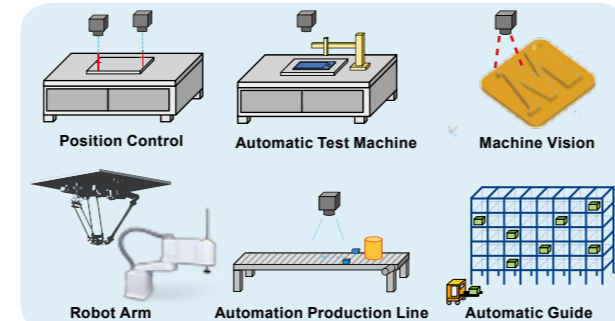 Position Control
Automatic Test Machine
Machine Vision
Robot Arm
Automation Production Line
Automatic Guide